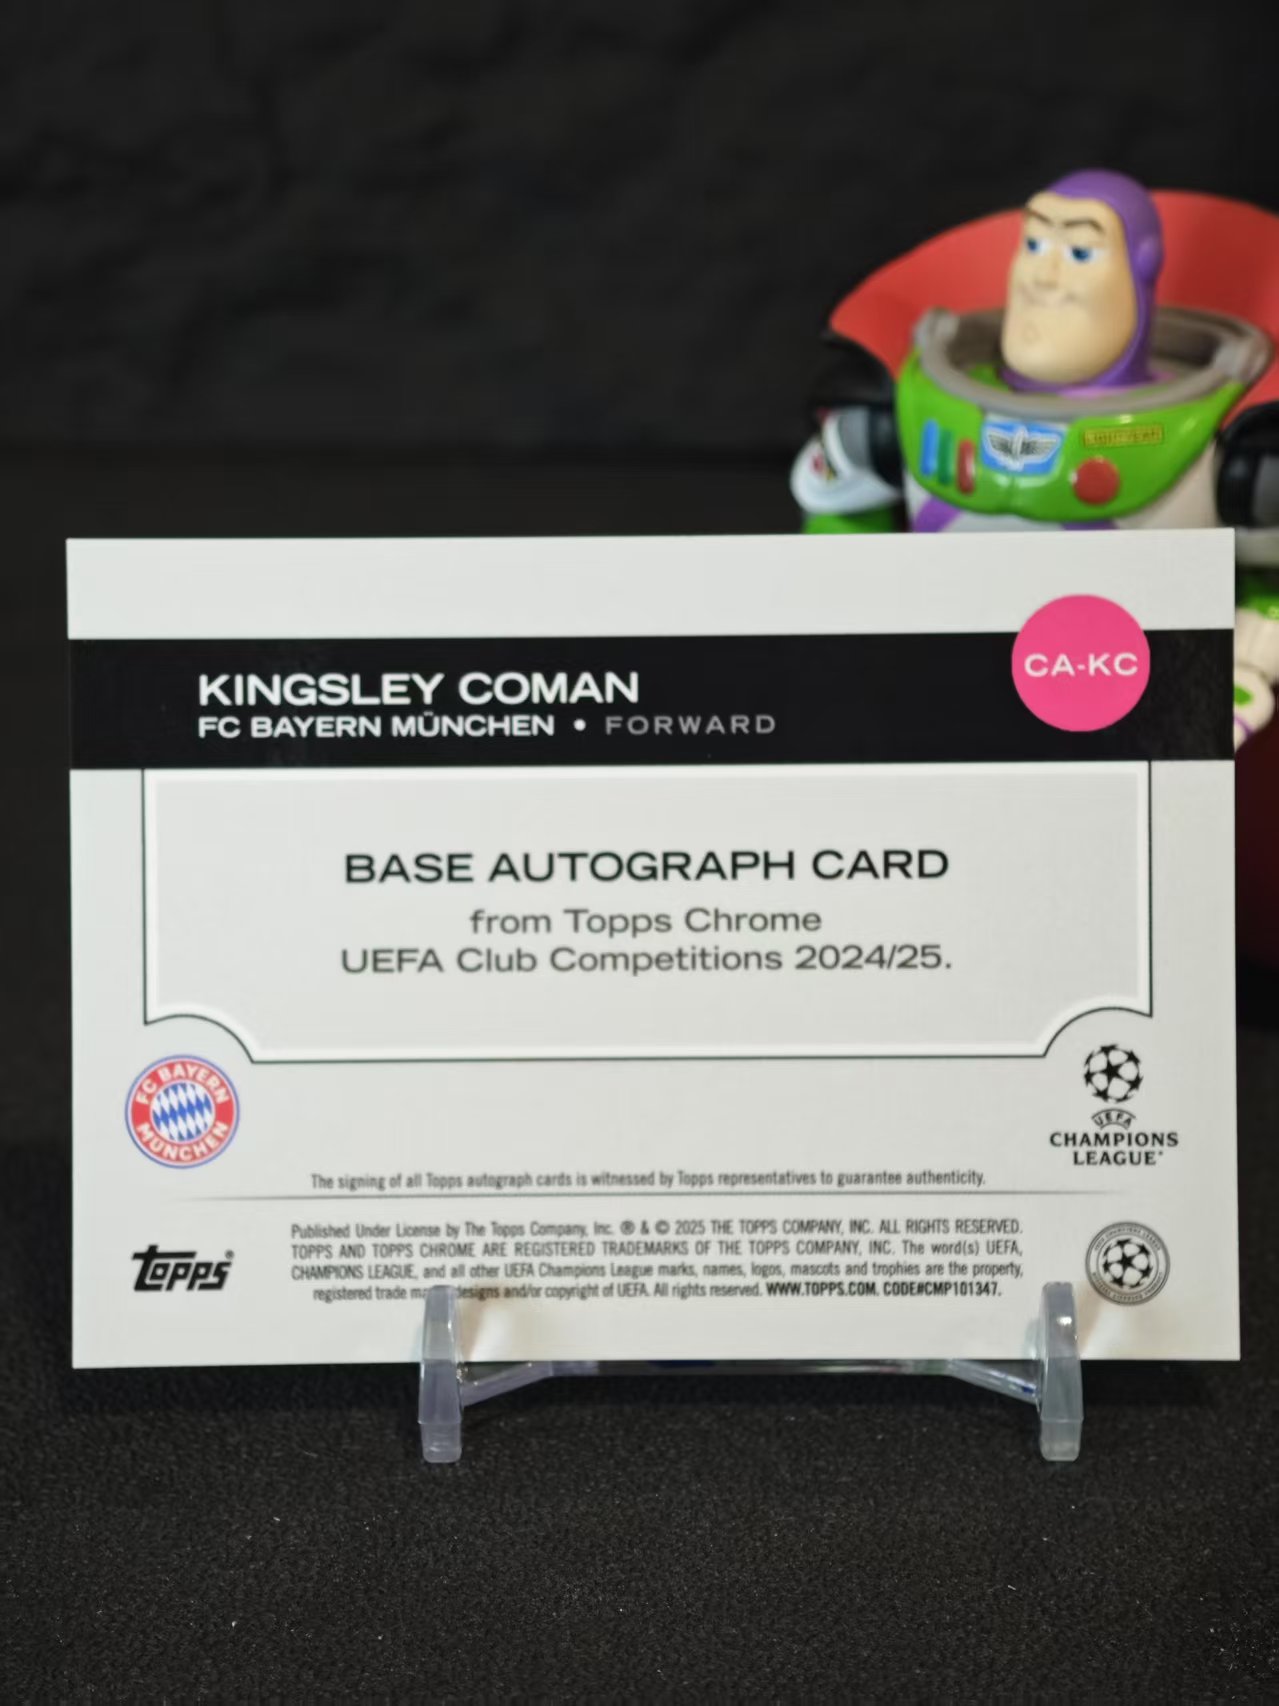 LIGHTYEAR
CA-KC
KINGSLEY COMAN
FC BAYERN MÜNCHEN • FORWARD
BASE AUTOGRAPH CARD
from Topps Chrome
UEFA Club Competitions 2024/25.
FC BAYERN
MÜNCHEN
UEFA
CHAMPIONS
LEAGUE®
The signing of all Topps autograph cards is witnessed by Topps representatives to guarantee authenticity.
Topps®
Published Under License by The Topps Company, Inc. ® & © 2025 THE TOPPS COMPANY, INC. ALL RIGHTS RESERVED.
TOPPS AND TOPPS CHROME ARE REGISTERED TRADEMARKS OF THE TOPPS COMPANY, INC. The word(s) UEFA,
CHAMPIONS LEAGUE, and all other UEFA Champions League marks, names, logos, mascots and trophies are the property,
registered trade designs and/or copyright of UEFA. All rights reserved. WWW.TOPPS.COM. CODE#CMP101347.